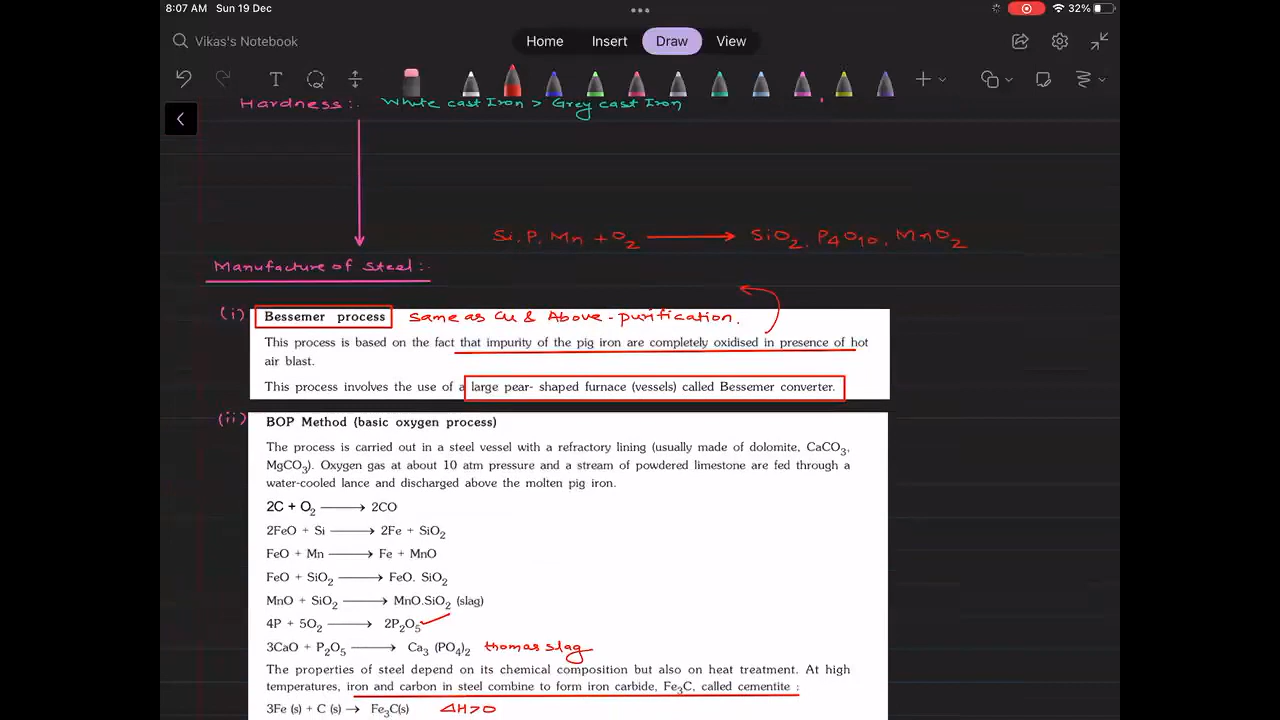 8:07 AM Sun 19 Dec
32%
Vikas's Notebook
Home Insert Draw View
Hardness:- White cast Iron > Grey cast Iron
Si, P, Mn + O2 ⟶ SiO2, P4O10, MnO2
Manufacture of Steel:-
(i) Bessemer process same as Cu & Above-purification.
This process is based on the fact that impurity of the pig iron are completely oxidised in presence of hot
air blast.
This process involves the use of a large pear- shaped furnace (vessels) called Bessemer converter.
(ii) BOP Method (basic oxygen process)
The process is carried out in a steel vessel with a refractory lining (usually made of dolomite, CaCO3,
MgCO3). Oxygen gas at about 10 atm pressure and a stream of powdered limestone are fed through a
water-cooled lance and discharged above the molten pig iron.
2C + O2 ⟶ 2CO
2FeO + Si ⟶ 2Fe + SiO2
FeO + Mn ⟶ Fe + MnO
FeO + SiO2 ⟶ FeO. SiO2
MnO + SiO2 ⟶ MnO.SiO2 (slag)
4P + 5O2 ⟶ 2P2O5
3CaO + P2O5 ⟶ Ca3 (PO4)2 thomas slag
The properties of steel depend on its chemical composition but also on heat treatment. At high
temperatures, iron and carbon in steel combine to form iron carbide, Fe3C, called cementite :
3Fe (s) + C (s) → Fe3C(s) ΔH>0